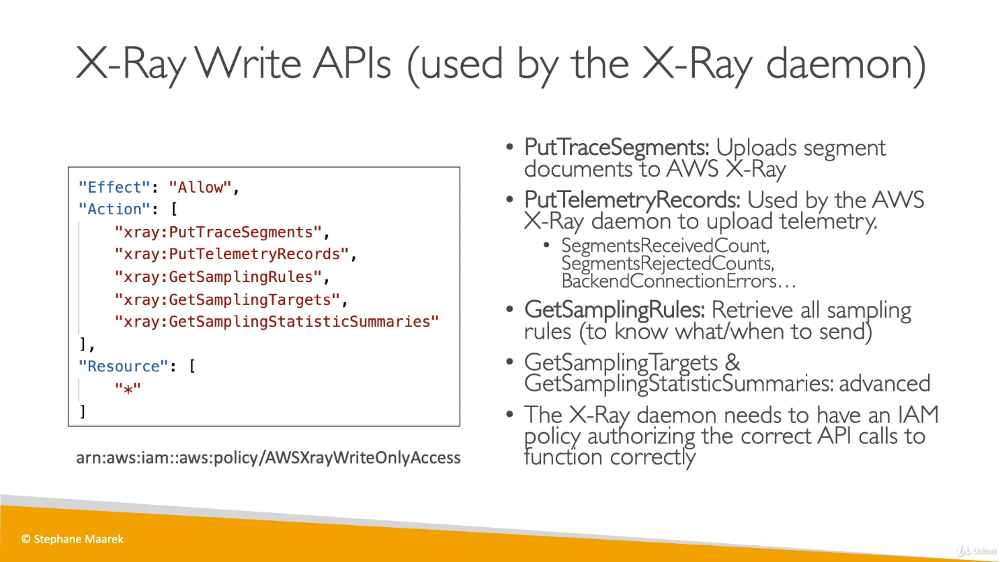 X-Ray Write APIs (used by the X-Ray daemon)
"Effect": "Allow",
"Action": [
"xray:PutTraceSegments",
"xray:PutTelemetryRecords",
"xray:GetSamplingRules",
"xray:GetSamplingTargets",
"xray:GetSamplingStatisticSummaries"
],
"Resource": [
"*"
]
arn:aws:iam::aws:policy/AWSXrayWriteOnlyAccess
• PutTraceSegments: Uploads segment
documents to AWS X-Ray
• PutTelemetryRecords: Used by the AWS
X-Ray daemon to upload telemetry.
• SegmentsReceivedCount,
SegmentsRejectedCounts,
BackendConnectionErrors…
• GetSamplingRules: Retrieve all sampling
rules (to know what/when to send)
• GetSamplingTargets &
GetSamplingStatisticSummaries: advanced
• The X-Ray daemon needs to have an IAM
policy authorizing the correct API calls to
function correctly
© Stephane Maarek
Udemy